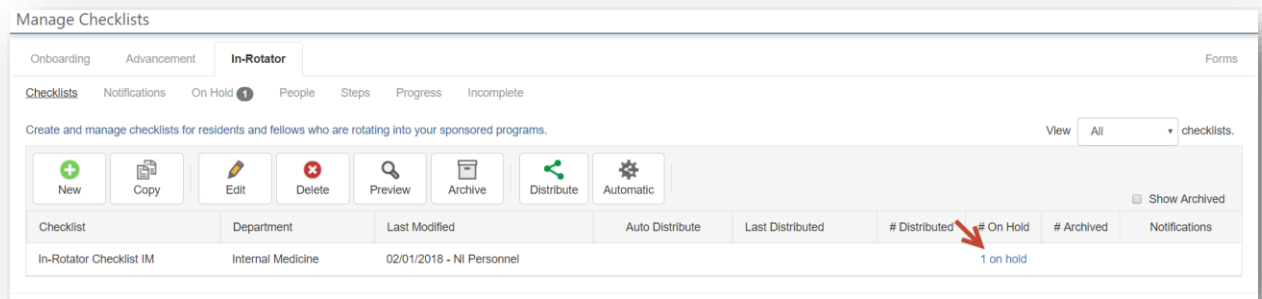 Manage Checklists
Onboarding Advancement In-Rotator Forms
Checklists Notifications On Hold 1 People Steps Progress Incomplete
Create and manage checklists for residents and fellows who are rotating into your sponsored programs. View All checklists.
New Copy Edit Delete Preview Archive Distribute Automatic
Show Archived
Checklist Department Last Modified Auto Distribute Last Distributed # Distributed # On Hold # Archived Notifications
In-Rotator Checklist IM Internal Medicine 02/01/2018 - NI Personnel 1 on hold